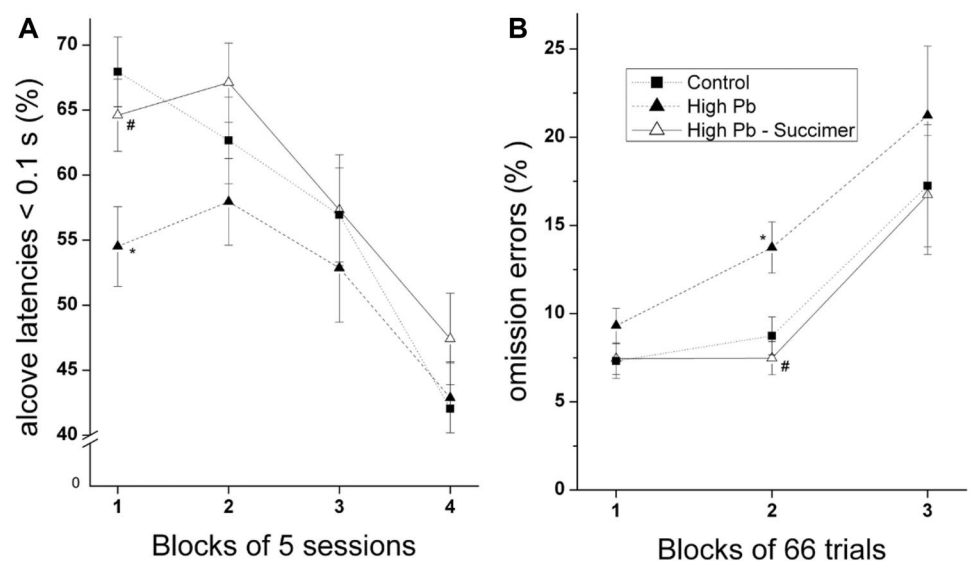 A
alcove latencies < 0.1 s (%)
70
65
60
55
50
45
40
0
#
*
1 2 3 4
Blocks of 5 sessions
B
omission errors (%)
25
20
15
10
5
0
Control
High Pb
High Pb - Succimer
*
#
1 2 3
Blocks of 66 trials